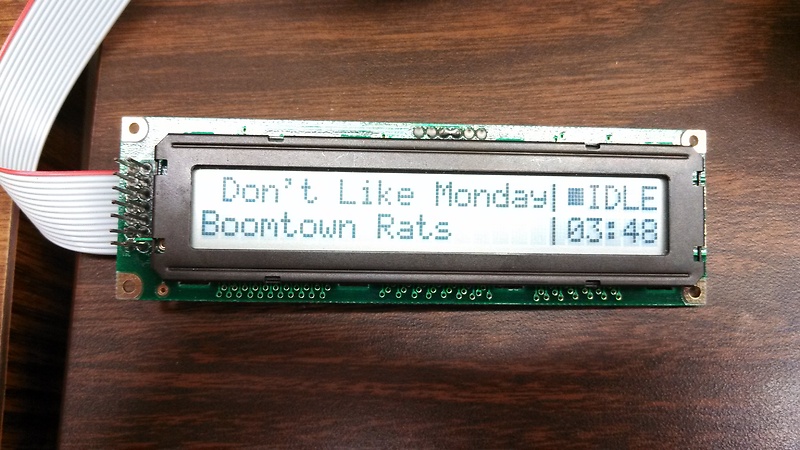 Don't Like Monday|■IDLE
Boomtown Rats |03:48